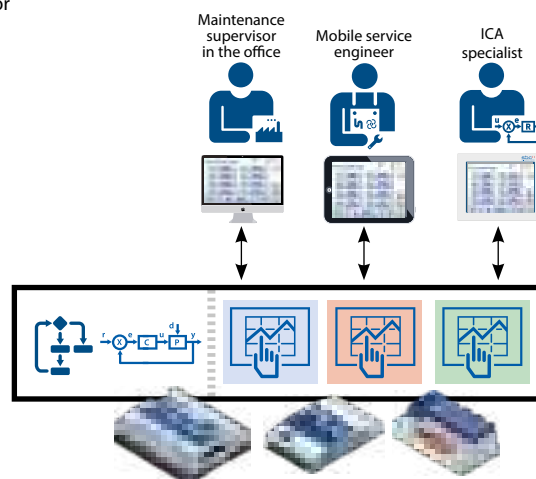 or
Maintenance
supervisor
in the office
Mobile service
engineer
ICA
specialist
u
e
R
r
e
u
d
y
X
C
P